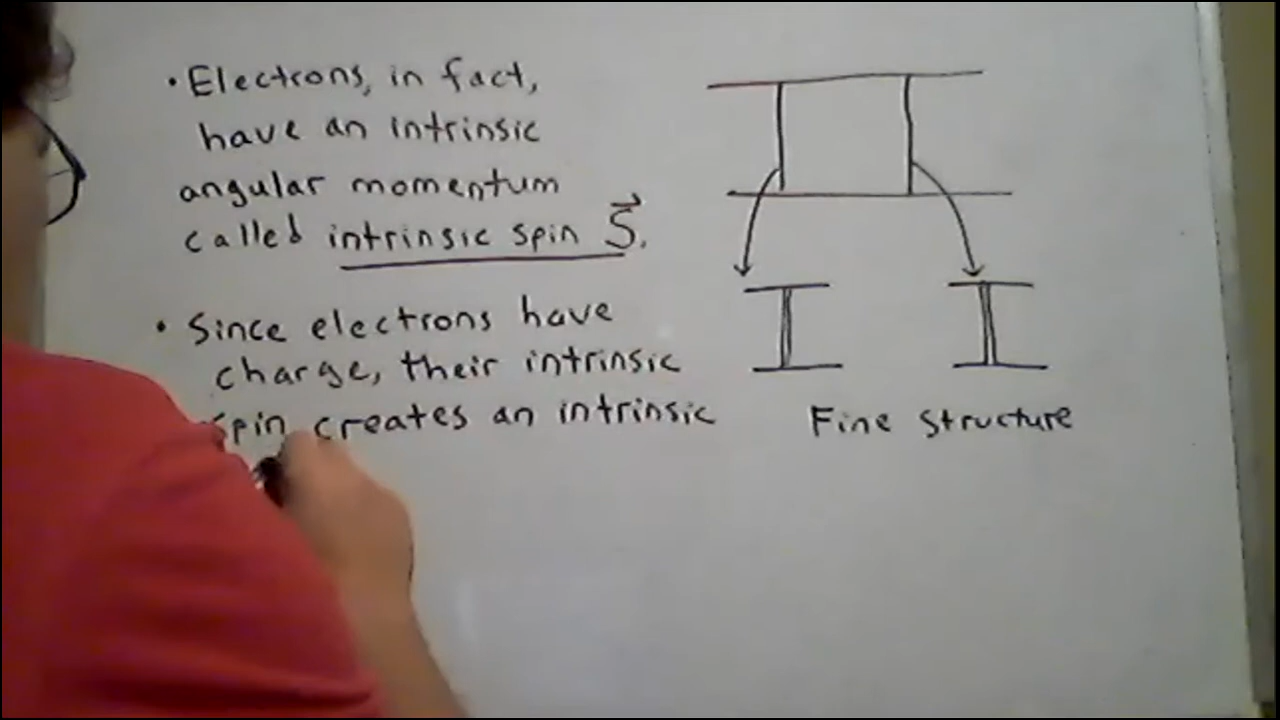 • Electrons, in fact,
have an intrinsic
angular momentum
called intrinsic spin S⃗.
• Since electrons have
charge, their intrinsic
spin creates an intrinsic
Fine Structure